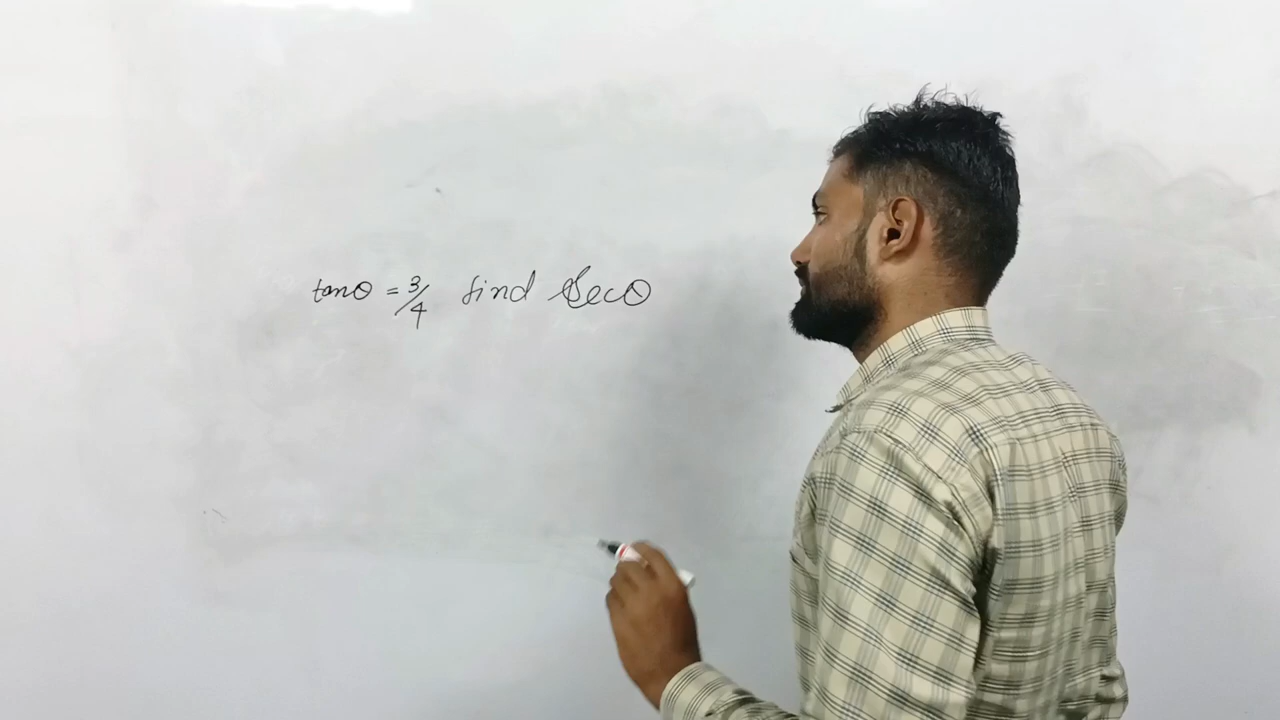 tanθ = 3/4 find Secθ